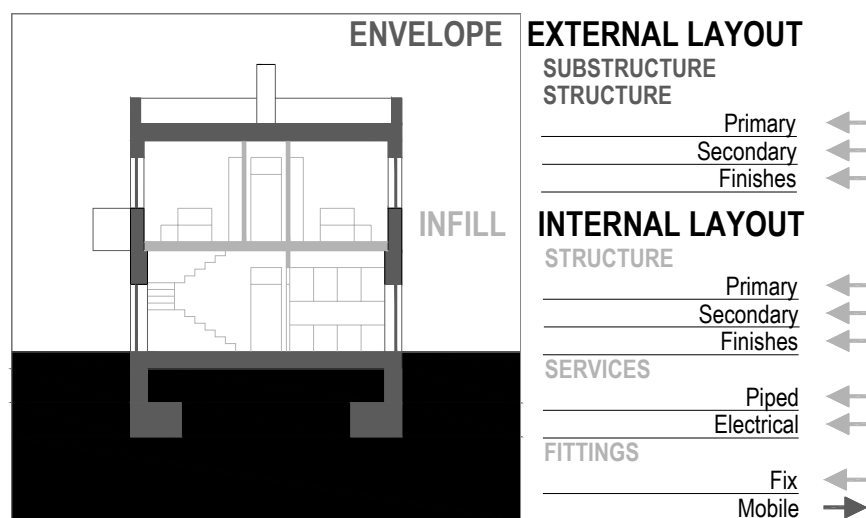 ENVELOPE EXTERNAL LAYOUT
SUBSTRUCTURE
STRUCTURE
Primary
Secondary
Finishes
INFILL INTERNAL LAYOUT
STRUCTURE
Primary
Secondary
Finishes
SERVICES
Piped
Electrical
FITTINGS
Fix
Mobile